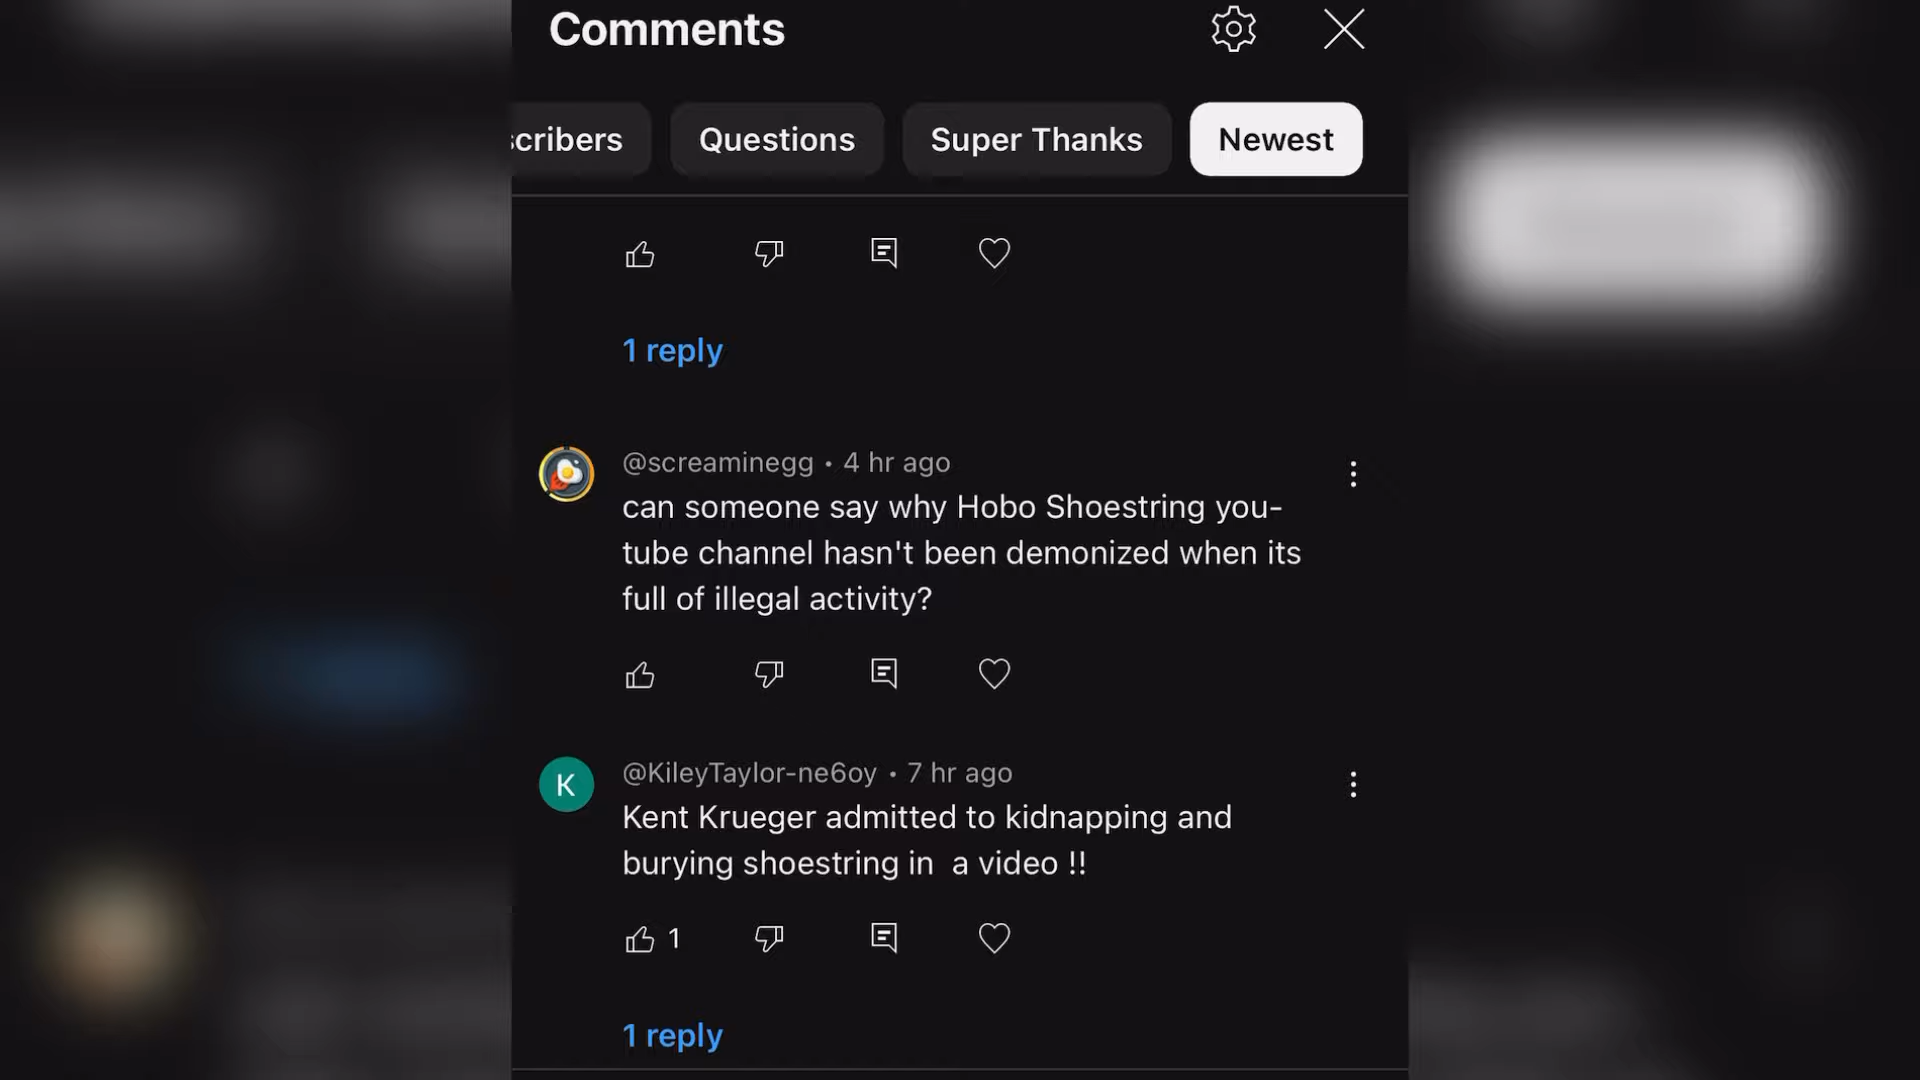 Comments
scribers Questions Super Thanks Newest
1 reply
@screaminegg • 4 hr ago
can someone say why Hobo Shoestring you-
tube channel hasn't been demonized when its
full of illegal activity?
K @KileyTaylor-ne6oy • 7 hr ago
Kent Krueger admitted to kidnapping and
burying shoestring in  a video !!
1
1 reply